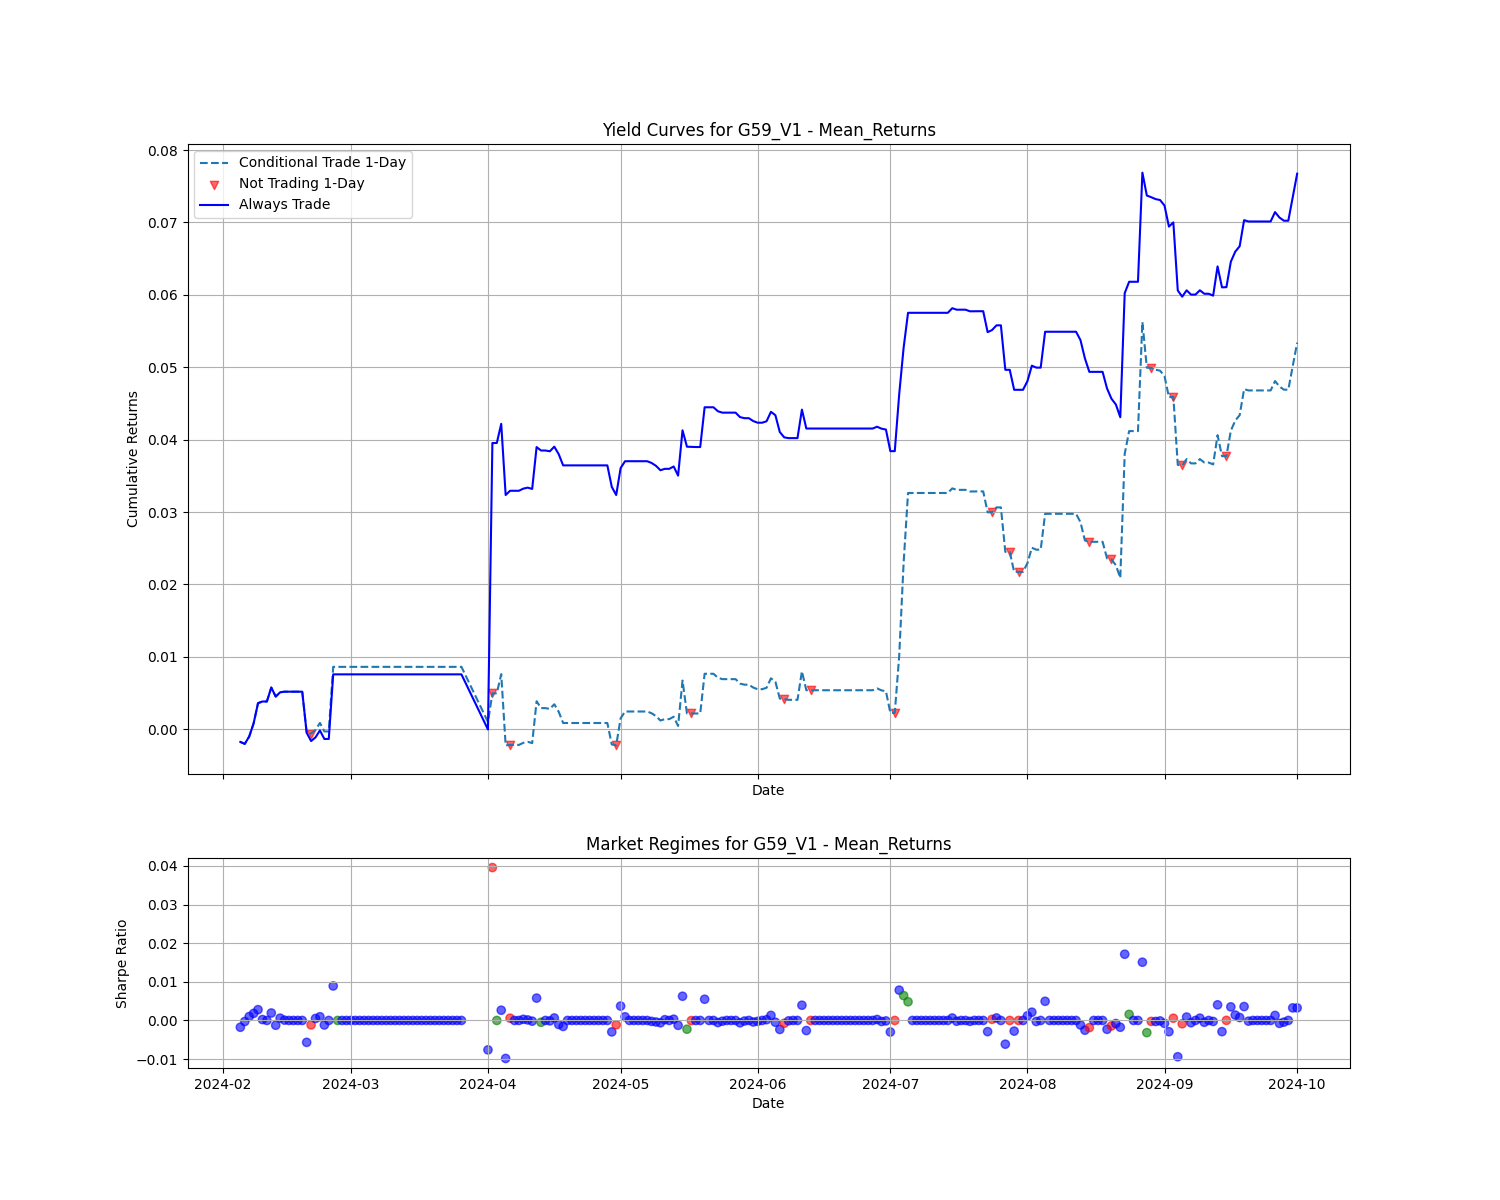 Yield Curves for G59_V1 - Mean_Returns
Conditional Trade 1-Day
Not Trading 1-Day
Always Trade
0.08
0.07
0.06
0.05
0.04
0.03
0.02
0.01
0.00
Cumulative Returns
Date
Market Regimes for G59_V1 - Mean_Returns
0.04
0.03
0.02
0.01
0.00
−0.01
Sharpe Ratio
2024-02 2024-03 2024-04 2024-05 2024-06 2024-07 2024-08 2024-09 2024-10
Date